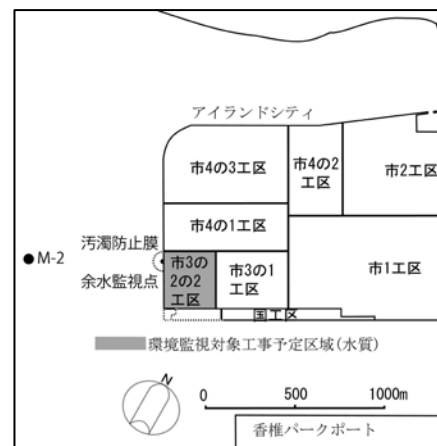 アイランドシティ
市4の3工区
市4の2
工区
市2工区
市4の1工区
汚濁防止膜
M-2
余水監視点
市3の
2の2
工区
市3の1
工区
市1工区
国工区
環境監視対象工事予定区域(水質)
N
0 500 1000m
香椎パークポート